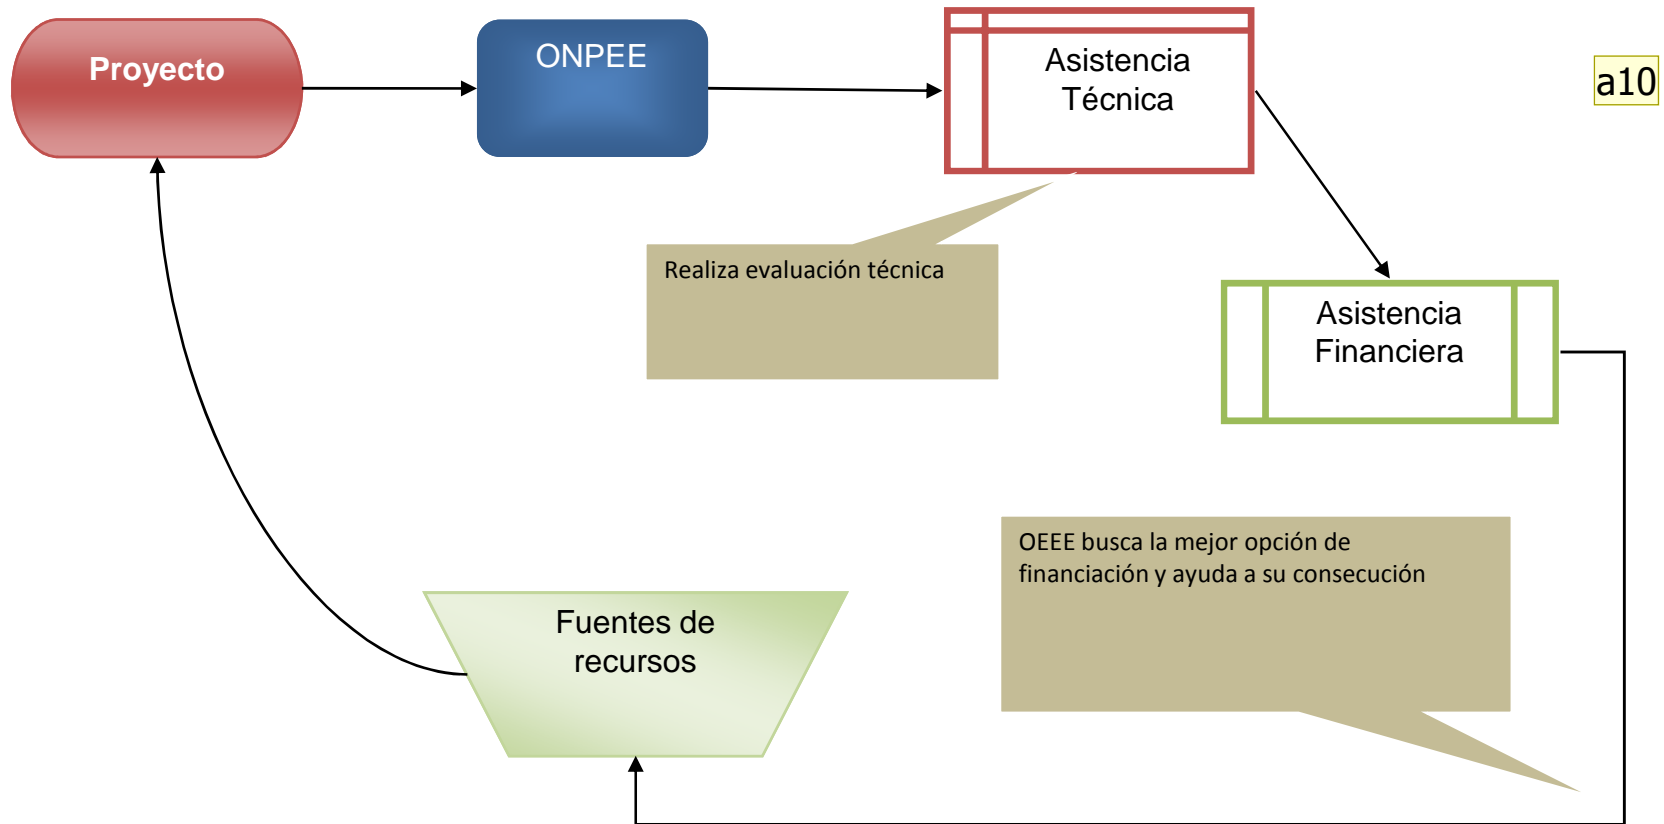 Proyecto
ONPEE
Asistencia
Técnica
a10
Realiza evaluación técnica
Asistencia
Financiera
OEEE busca la mejor opción de
financiación y ayuda a su consecución
Fuentes de
recursos